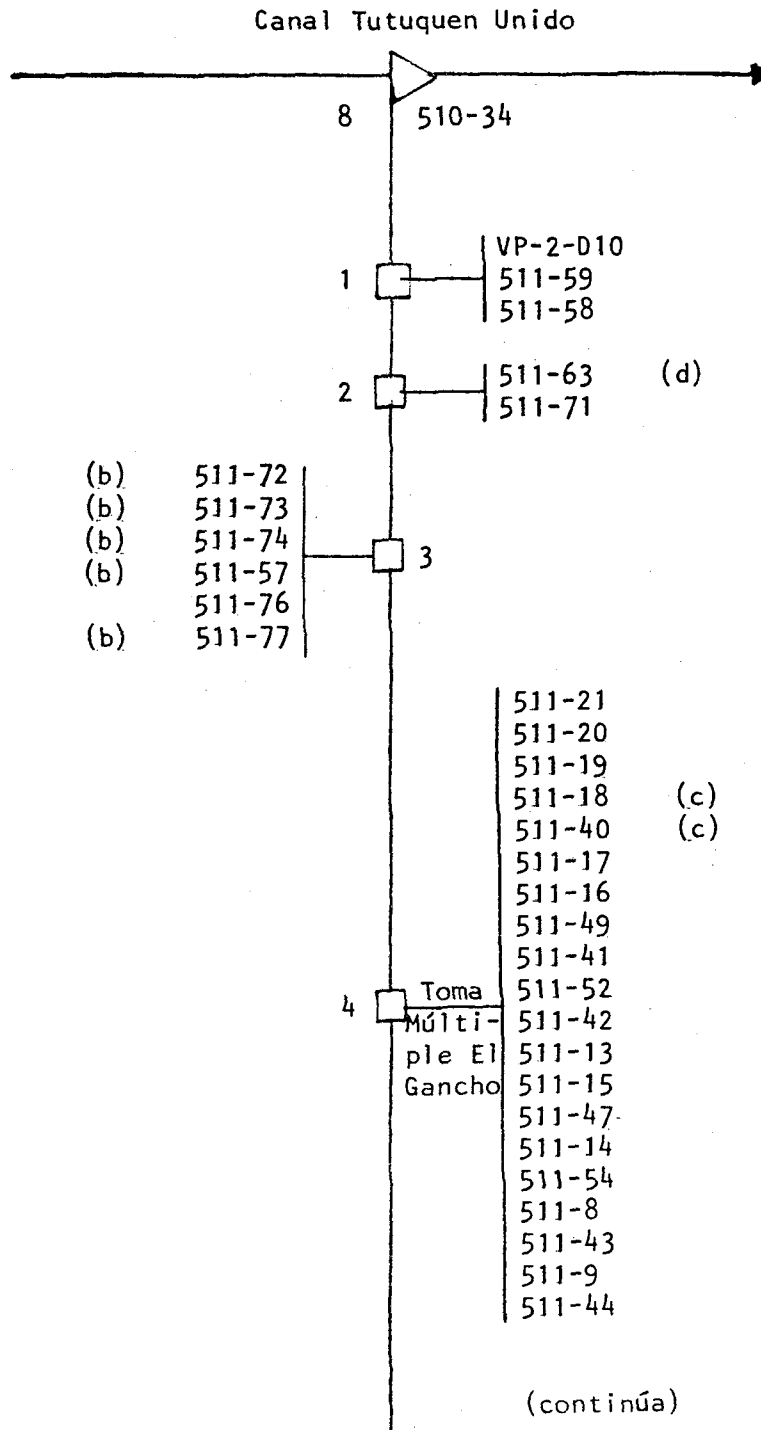 Canal Tutuquen Unido
8 510-34
VP-2-D10
1 511-59
511-58
2 511-63 (d)
511-71
(b) 511-72
(b) 511-73
(b) 511-74
(b) 511-57
511-76
(b) 511-77
3
511-21
511-20
511-19
511-18 (c)
511-40 (c)
511-17
511-16
511-49
511-41
511-52
511-42
511-13
511-15
511-47
511-14
511-54
511-8
511-43
511-9
511-44
4 Toma
Múlti-
ple El
Gancho
(continúa)